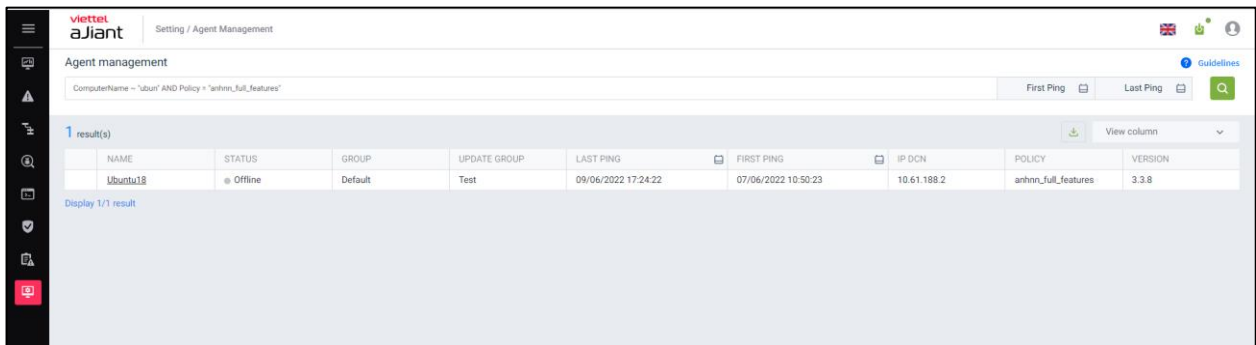 viettel
aJiant
Setting / Agent Management
Agent management
? Guidelines
ComputerName ~ "ubun" AND Policy = "anhnn_full_features"
First Ping
Last Ping
1 result(s)
View column
NAME STATUS GROUP UPDATE GROUP LAST PING FIRST PING IP DCN POLICY VERSION
Ubuntu18 Offline Default Test 09/06/2022 17:24:22 07/06/2022 10:50:23 10.61.188.2 anhnn_full_features 3.3.8
Display 1/1 result